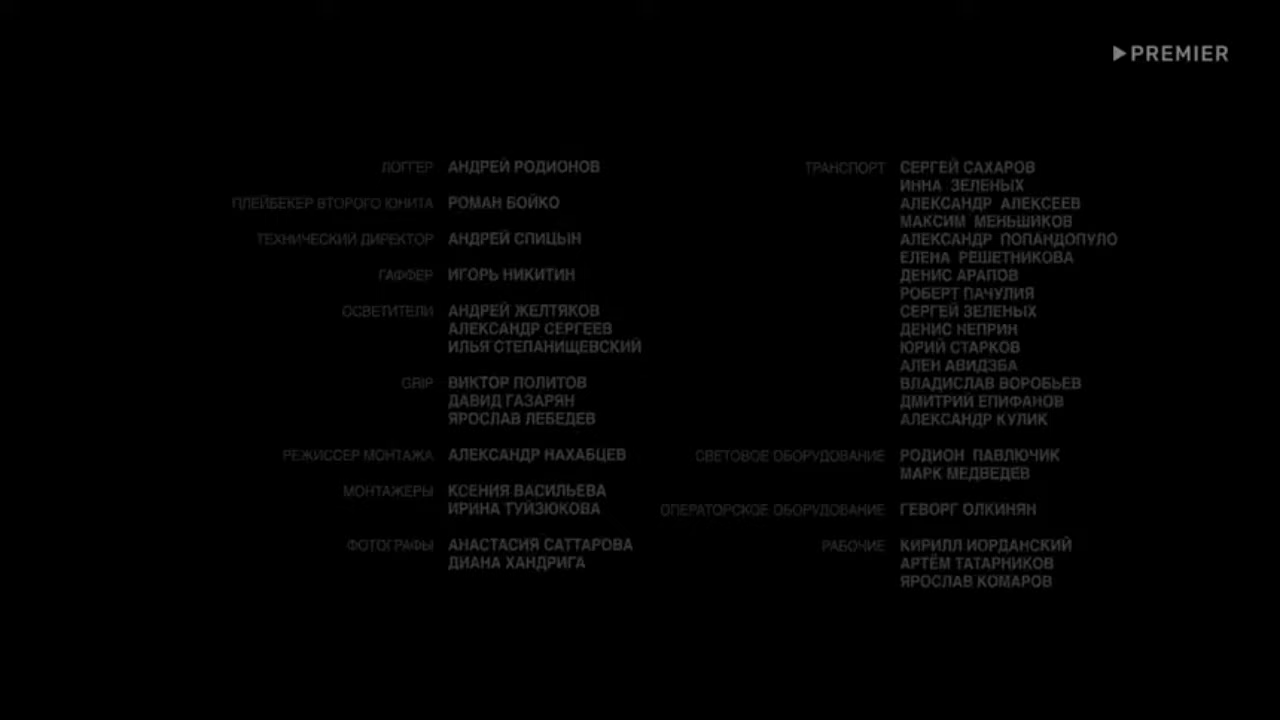 PREMIER
ЛОГГЕР АНДРЕЙ РОДИОНОВ
ПЛЕЙБЕКЕР ВТОРОГО ЮНИТА РОМАН БОЙКО
ТЕХНИЧЕСКИЙ ДИРЕКТОР АНДРЕЙ СПИЦЫН
ГАФФЕР ИГОРЬ НИКИТИН
ОСВЕТИТЕЛИ АНДРЕЙ ЖЕЛТЯКОВ
АЛЕКСАНДР СЕРГЕЕВ
ИЛЬЯ СТЕПАНИЩЕВСКИЙ
GRIP ВИКТОР ПОЛИТОВ
ДАВИД ГАЗАРЯН
ЯРОСЛАВ ЛЕБЕДЕВ
РЕЖИССЕР МОНТАЖА АЛЕКСАНДР НАХАБЦЕВ
МОНТАЖЕРЫ КСЕНИЯ ВАСИЛЬЕВА
ИРИНА ТУЙЗЮКОВА
ФОТОГРАФЫ АНАСТАСИЯ САТТАРОВА
ДИАНА ХАНДРИГА
ТРАНСПОРТ СЕРГЕЙ САХАРОВ
ИННА ЗЕЛЕНЫХ
АЛЕКСАНДР АЛЕКСЕЕВ
МАКСИМ МЕНЬШИКОВ
АЛЕКСАНДР ПОПАНДОПУЛО
ЕЛЕНА РЕШЕТНИКОВА
ДЕНИС АРАПОВ
РОБЕРТ ПАЧУЛИЯ
СЕРГЕЙ ЗЕЛЕНЫХ
ДЕНИС НЕПРИН
ЮРИЙ СТАРКОВ
АЛЕН АВИДЗБА
ВЛАДИСЛАВ ВОРОБЬЕВ
ДМИТРИЙ ЕПИФАНОВ
АЛЕКСАНДР КУЛИК
СВЕТОВОЕ ОБОРУДОВАНИЕ РОДИОН ПАВЛЮЧИК
МАРК МЕДВЕДЕВ
ОПЕРАТОРСКОЕ ОБОРУДОВАНИЕ ГЕВОРГ ОЛКИНЯН
РАБОЧИЕ КИРИЛЛ ИОРДАНСКИЙ
АРТЁМ ТАТАРНИКОВ
ЯРОСЛАВ КОМАРОВ